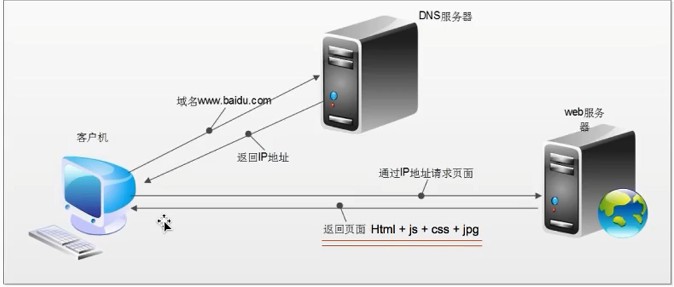 DNS服务器
域名www.baidu.com
web服务
器
客户机
返回IP地址
通过IP地址请求页面
返回页面 Html + js + css + jpg